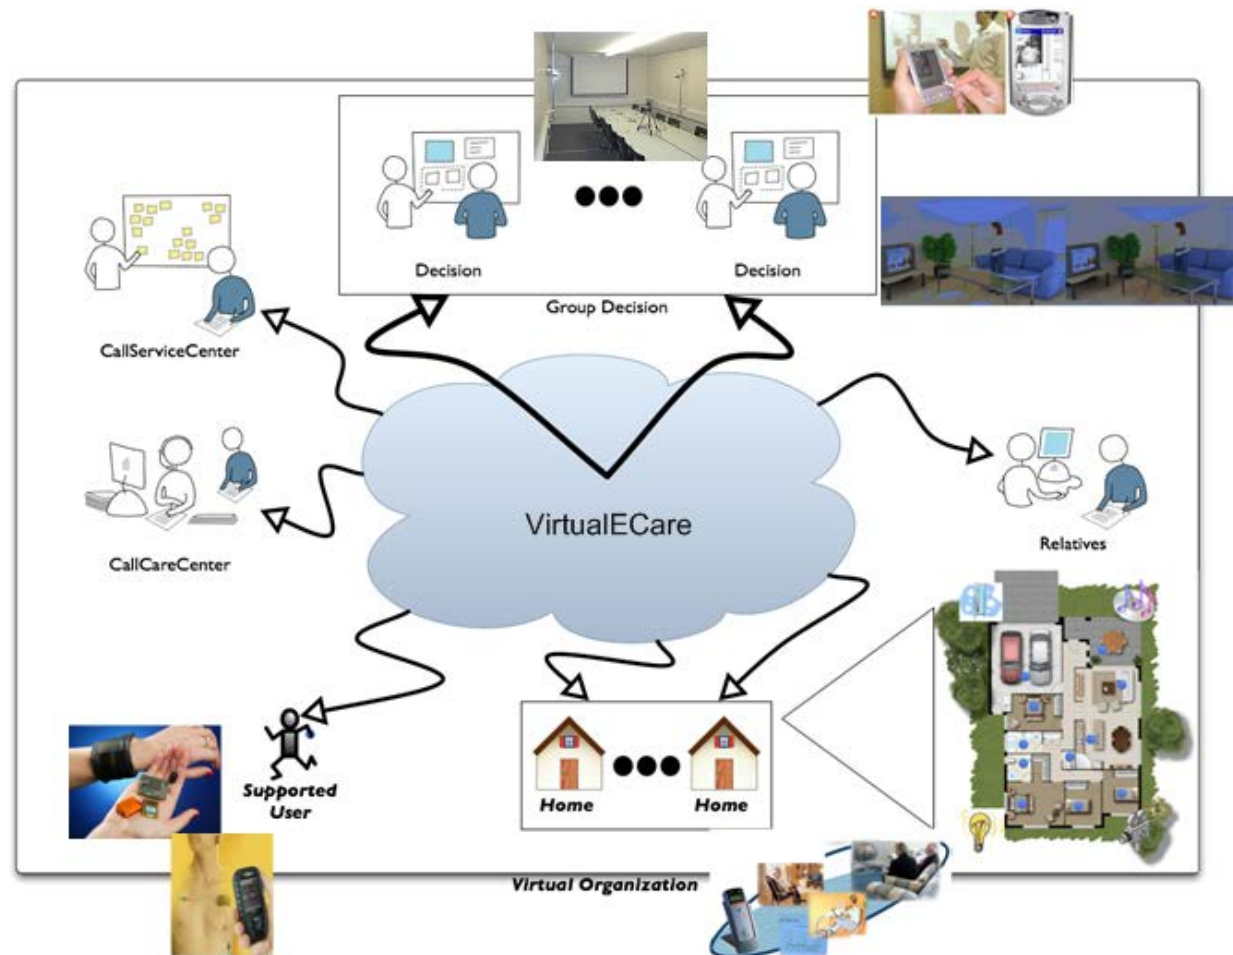 Decision
Decision
Group Decision
CallServiceCenter
VirtualECare
CallCareCenter
Relatives
Supported
User
Home
Home
Virtual Organization